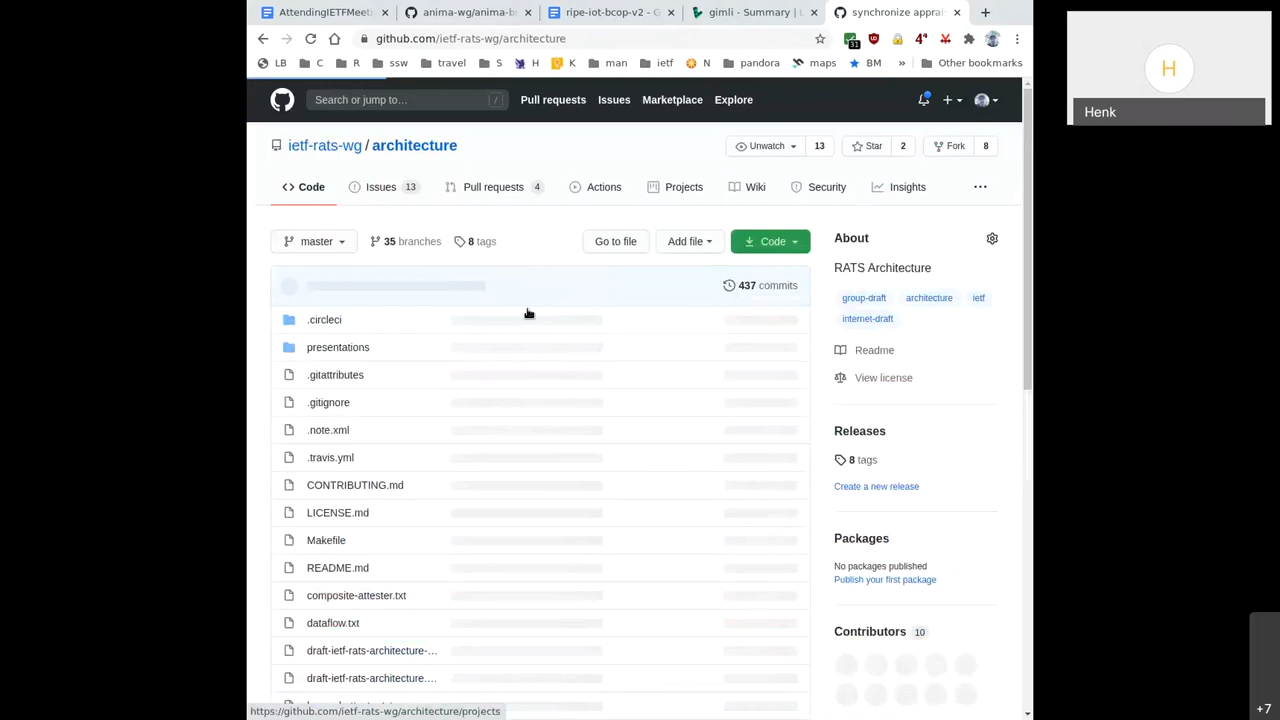 AttendingIETFMeeti
anima-wg/anima-b
ripe-iot-bcop-v2 - G
gimli - Summary | L
synchronize apprai
github.com/ietf-rats-wg/architecture
31
LB C R ssw travel S H K man ietf N pandora maps BM » Other bookmarks
Search or jump to… /
Pull requests Issues Marketplace Explore
ietf-rats-wg / architecture
Unwatch 13
Star 2
Fork 8
Code
Issues 13
Pull requests 4
Actions
Projects
Wiki
Security
Insights
master
35 branches
8 tags
Go to file
Add file
Code
437 commits
.circleci
presentations
.gitattributes
.gitignore
.note.xml
.travis.yml
CONTRIBUTING.md
LICENSE.md
Makefile
README.md
composite-attester.txt
dataflow.txt
draft-ietf-rats-architecture-…
draft-ietf-rats-architecture.…
https://github.com/ietf-rats-wg/architecture/projects
About
RATS Architecture
group-draft architecture ietf
internet-draft
Readme
View license
Releases
8 tags
Create a new release
Packages
No packages published
Publish your first package
Contributors 10
H
Henk
+7